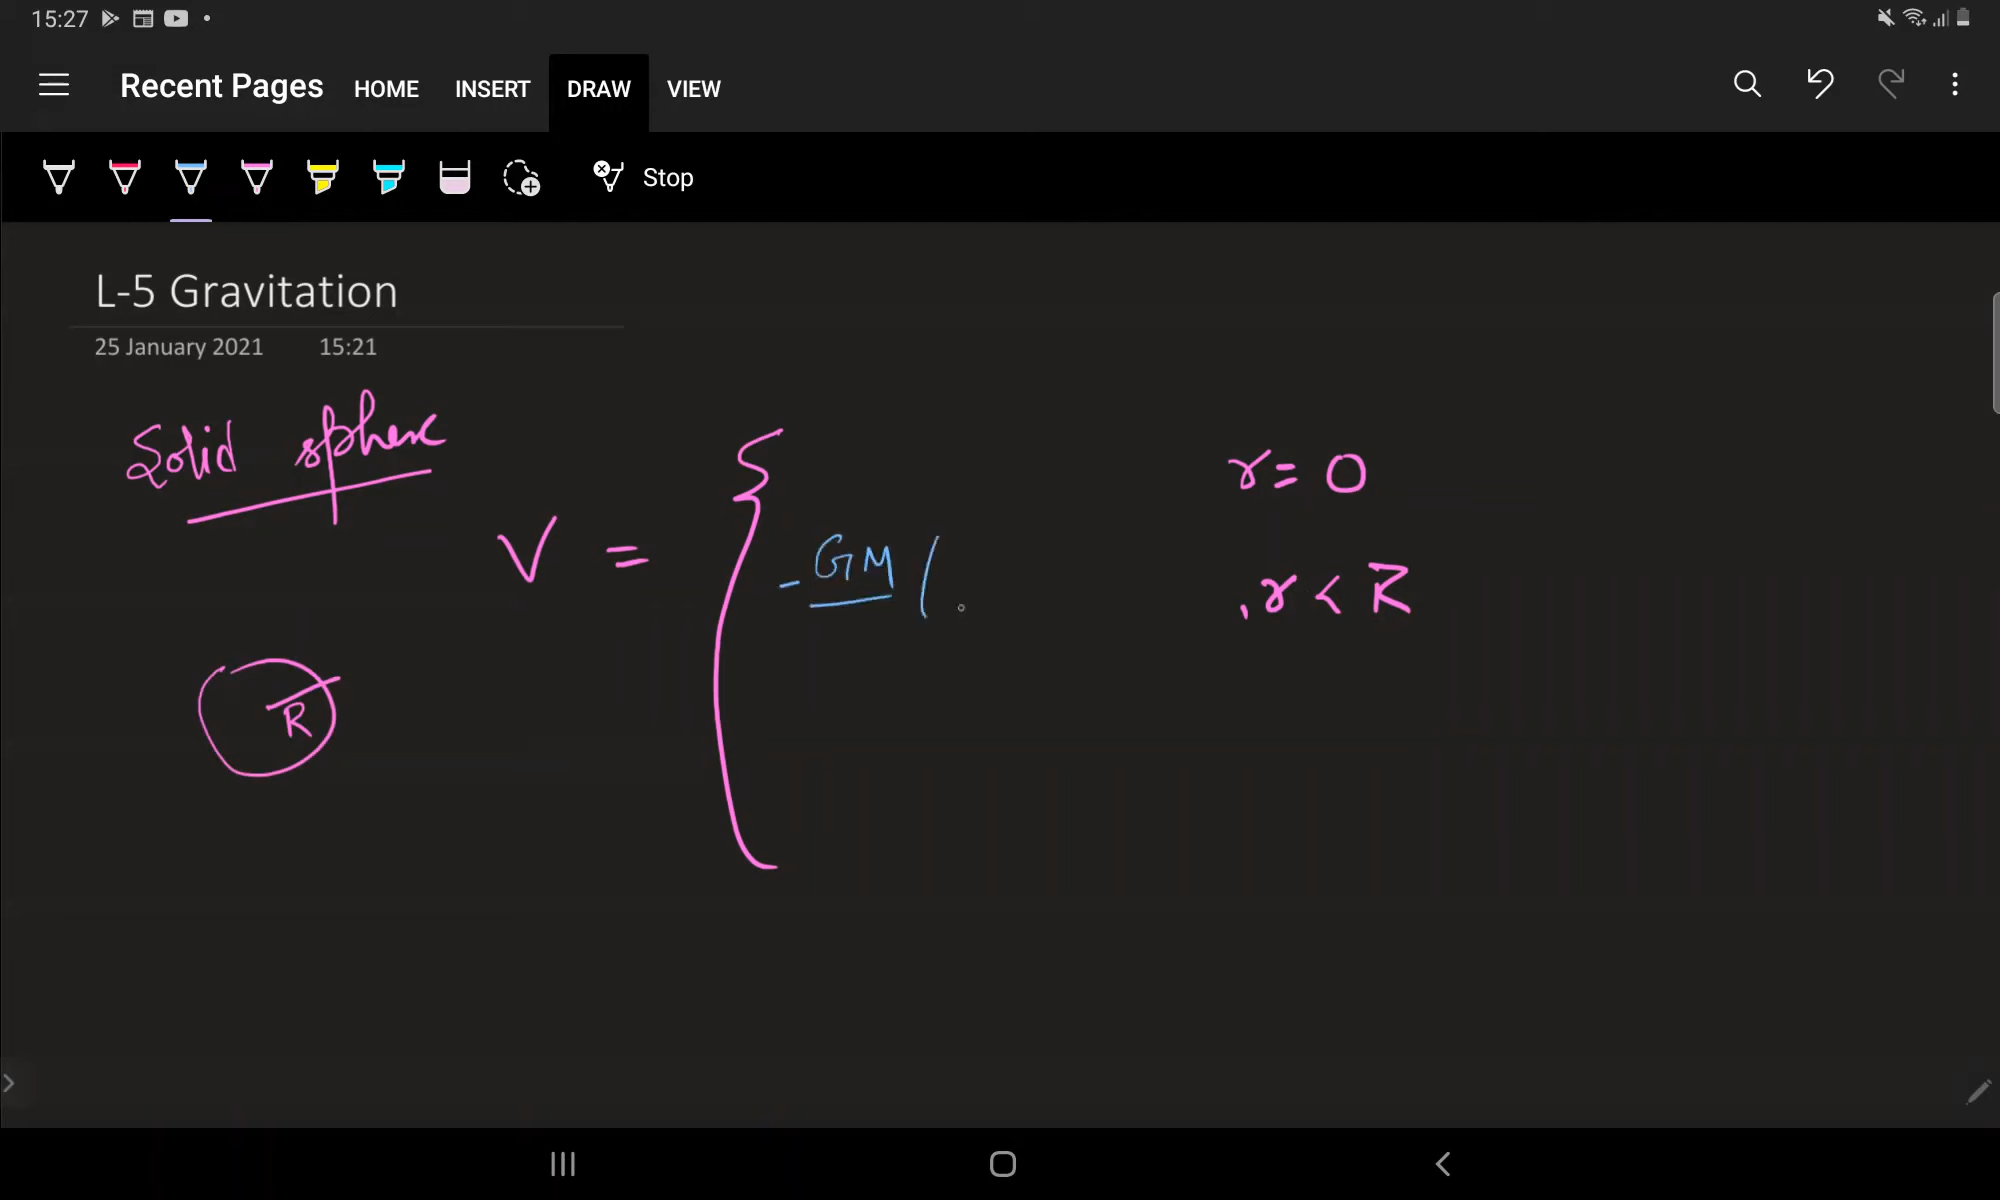 15:27
Recent Pages HOME INSERT DRAW VIEW
Stop
L-5 Gravitation
25 January 2021 15:21
Solid sphere
r = 0
V = {
-GM (
, r < R
R